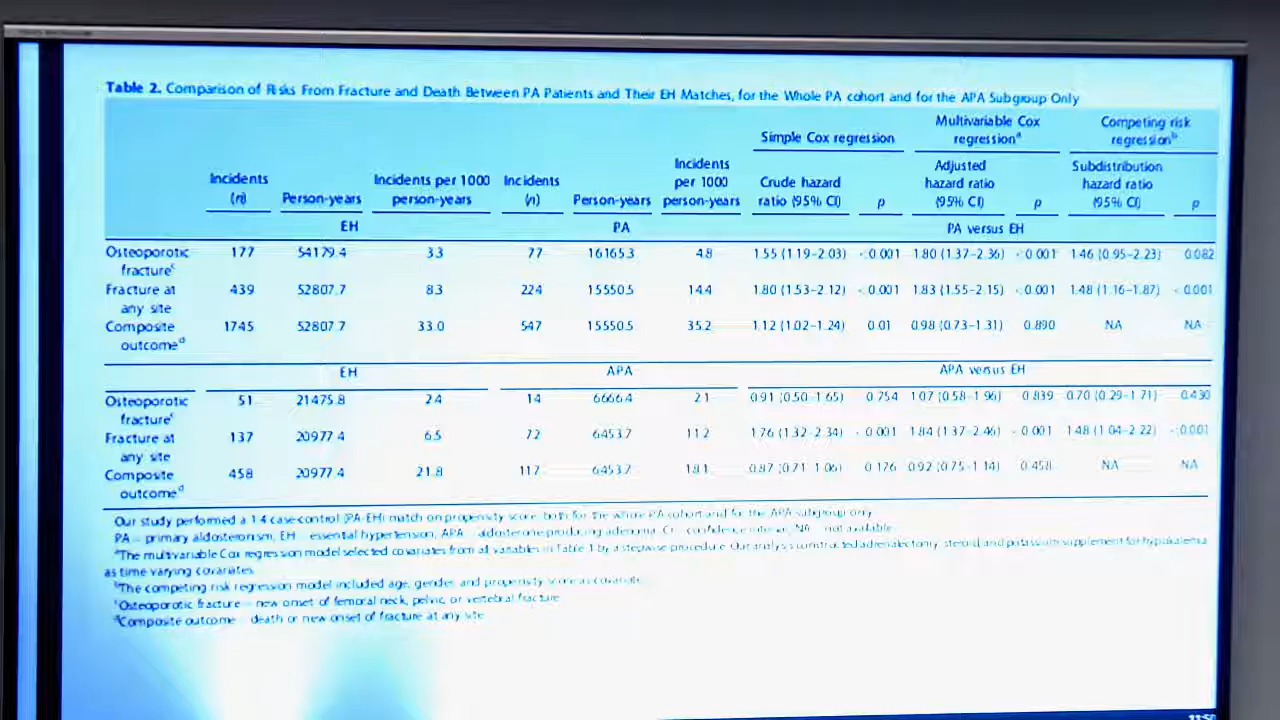 Table 2. Comparison of Risks From Fracture and Death Between PA Patients and Their EH Matches, for the Whole PA cohort and for the APA Subgroup Only
Simple Cox regression Multivariable Cox regressionᵃ Competing risk regressionᵇ
Incidents (n) Person-years Incidents per 1000 person-years Incidents (n) Person-years Incidents per 1000 person-years Crude hazard ratio (95% CI) p Adjusted hazard ratio (95% CI) p Subdistribution hazard ratio (95% CI) p
EH PA PA versus EH
Osteoporotic fractureᶜ 177 54179.4 3.3 77 16165.3 4.8 1.55 (1.19–2.03) <0.001 1.80 (1.37–2.36) <0.001 1.46 (0.95–2.23) 0.082
Fracture at any site 439 52807.7 8.3 224 15550.5 14.4 1.80 (1.53–2.12) <0.001 1.83 (1.55–2.15) <0.001 1.48 (1.16–1.87) <0.001
Composite outcomeᵈ 1745 52807.7 33.0 547 15550.5 35.2 1.12 (1.02–1.24) 0.01 0.98 (0.73–1.31) 0.890 NA NA
EH APA APA versus EH
Osteoporotic fractureᶜ 51 21475.8 2.4 14 6666.4 2.1 0.91 (0.50–1.65) 0.754 1.07 (0.58–1.96) 0.839 0.70 (0.29–1.71) 0.430
Fracture at any site 137 20977.4 6.5 72 6453.7 11.2 1.76 (1.32–2.34) <0.001 1.84 (1.37–2.46) <0.001 1.48 (1.04–2.22) <0.001
Composite outcomeᵈ 458 20977.4 21.8 117 6453.7 18.1 0.87 (0.71–1.06) 0.176 0.92 (0.75–1.14) 0.458 NA NA
Our study performed a 1:4 case-control (PA-EH) match on propensity score, both for the whole PA cohort and for the APA subgroup only.
PA = primary aldosteronism, EH = essential hypertension, APA = aldosterone producing adenoma, CI = confidence interval, NA = not available.
ᵃThe multivariable Cox regression model selected covariates from all variables in Table 1 by a stepwise procedure. Our analysis constructed adrenalectomy, steroid, and potassium supplement for hypokalemia
as time varying covariates.
ᵇThe competing risk regression model included age, gender, and propensity score as covariate.
ᶜOsteoporotic fracture = new onset of femoral neck, pelvic, or vertebral fracture.
ᵈComposite outcome = death or new onset of fracture at any site.